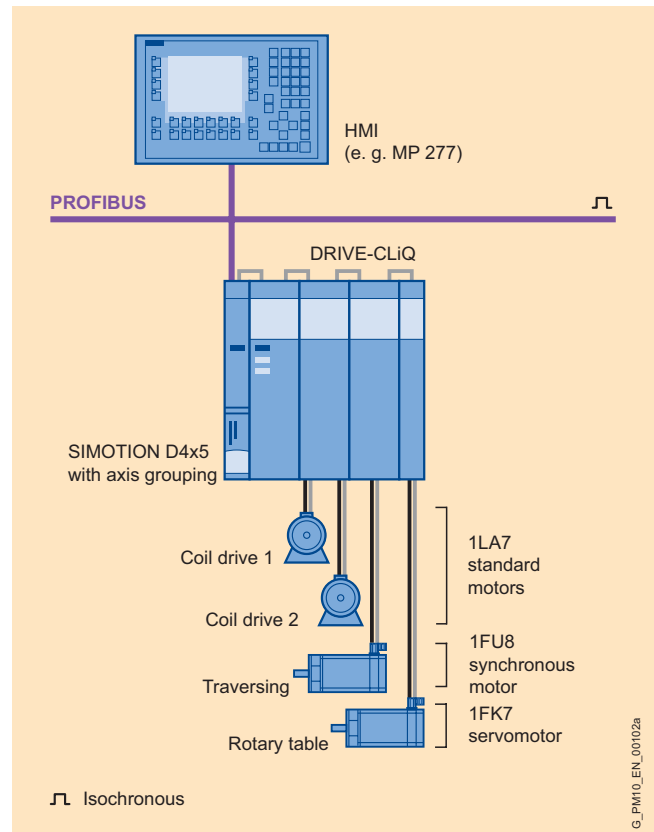 HMI
(e. g. MP 277)
PROFIBUS
DRIVE-CLiQ
SIMOTION D4x5
with axis grouping
Coil drive 1
1LA7
standard
motors
Coil drive 2
1FU8
synchronous
motor
Traversing
1FK7
servomotor
Rotary table
Isochronous
G_PM10_EN_00102a